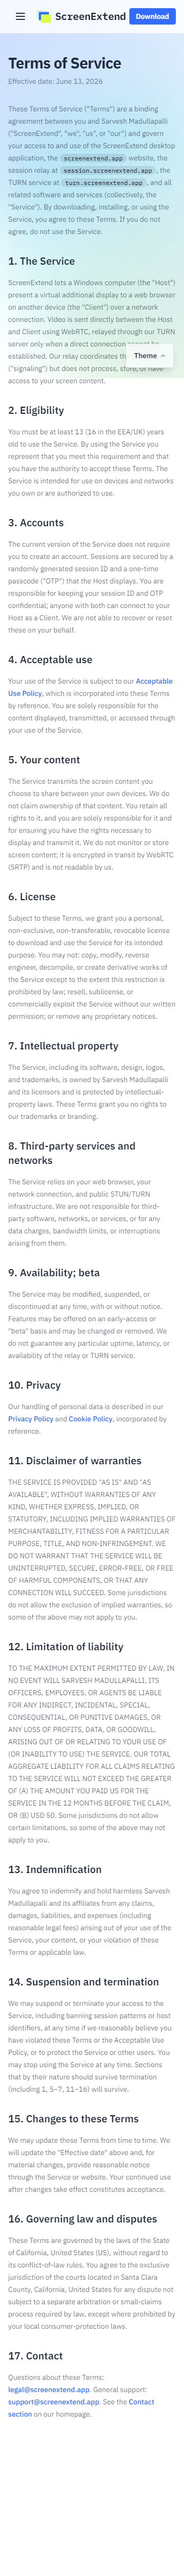 ScreenExtend
Download
Terms of Service
Effective date: June 13, 2026
These Terms of Service ("Terms") are a binding
agreement between you and Sarvesh Madullapalli
("ScreenExtend", "we", "us", or "our") and govern
your access to and use of the ScreenExtend desktop
application, the screenextend.app website, the
session relay at session.screenextend.app, the
TURN service at turn.screenextend.app, and all
related software and services (collectively, the
"Service"). By downloading, installing, or using the
Service, you agree to these Terms. If you do not
agree, do not use the Service.
1. The Service
ScreenExtend lets a Windows computer (the "Host")
present a virtual additional display to a web browser
on another device (the "Client") over a network
connection. Video is sent directly between the Host
and Client using WebRTC, relayed through our TURN
server only when a direct connection cannot be
Theme
established. Our relay coordinates the
("signaling") but does not process, store, or have
access to your screen content.
2. Eligibility
You must be at least 13 (16 in the EEA/UK) years
old to use the Service. By using the Service you
represent that you meet this requirement and that
you have the authority to accept these Terms. The
Service is intended for use on devices and networks
you own or are authorized to use.
3. Accounts
The current version of the Service does not require
you to create an account. Sessions are secured by a
randomly generated session ID and a one-time
passcode ("OTP") that the Host displays. You are
responsible for keeping your session ID and OTP
confidential; anyone with both can connect to your
Host as a Client. We are not able to recover or reset
these on your behalf.
4. Acceptable use
Your use of the Service is subject to our Acceptable
Use Policy, which is incorporated into these Terms
by reference. You are solely responsible for the
content displayed, transmitted, or accessed through
your use of the Service.
5. Your content
The Service transmits the screen content you
choose to share between your own devices. We do
not claim ownership of that content. You retain all
rights to it, and you are solely responsible for it and
for ensuring you have the rights necessary to
display and transmit it. We do not monitor or store
screen content; it is encrypted in transit by WebRTC
(SRTP) and is not readable by us.
6. License
Subject to these Terms, we grant you a personal,
non-exclusive, non-transferable, revocable license
to download and use the Service for its intended
purpose. You may not: copy, modify, reverse
engineer, decompile, or create derivative works of
the Service except to the extent this restriction is
prohibited by law; resell, sublicense, or
commercially exploit the Service without our written
permission; or remove any proprietary notices.
7. Intellectual property
The Service, including its software, design, logos,
and trademarks, is owned by Sarvesh Madullapalli
and its licensors and is protected by intellectual-
property laws. These Terms grant you no rights to
our trademarks or branding.
8. Third-party services and
networks
The Service relies on your web browser, your
network connection, and public STUN/TURN
infrastructure. We are not responsible for third-
party software, networks, or services, or for any
data charges, bandwidth limits, or interruptions
arising from them.
9. Availability; beta
The Service may be modified, suspended, or
discontinued at any time, with or without notice.
Features may be offered on an early-access or
"beta" basis and may be changed or removed. We
do not guarantee any particular uptime, latency, or
availability of the relay or TURN service.
10. Privacy
Our handling of personal data is described in our
Privacy Policy and Cookie Policy, incorporated by
reference.
11. Disclaimer of warranties
THE SERVICE IS PROVIDED "AS IS" AND "AS
AVAILABLE", WITHOUT WARRANTIES OF ANY
KIND, WHETHER EXPRESS, IMPLIED, OR
STATUTORY, INCLUDING IMPLIED WARRANTIES OF
MERCHANTABILITY, FITNESS FOR A PARTICULAR
PURPOSE, TITLE, AND NON-INFRINGEMENT. WE
DO NOT WARRANT THAT THE SERVICE WILL BE
UNINTERRUPTED, SECURE, ERROR-FREE, OR FREE
OF HARMFUL COMPONENTS, OR THAT ANY
CONNECTION WILL SUCCEED. Some jurisdictions
do not allow the exclusion of implied warranties, so
some of the above may not apply to you.
12. Limitation of liability
TO THE MAXIMUM EXTENT PERMITTED BY LAW, IN
NO EVENT WILL SARVESH MADULLAPALLI, ITS
OFFICERS, EMPLOYEES, OR AGENTS BE LIABLE
FOR ANY INDIRECT, INCIDENTAL, SPECIAL,
CONSEQUENTIAL, OR PUNITIVE DAMAGES, OR
ANY LOSS OF PROFITS, DATA, OR GOODWILL,
ARISING OUT OF OR RELATING TO YOUR USE OF
(OR INABILITY TO USE) THE SERVICE. OUR TOTAL
AGGREGATE LIABILITY FOR ALL CLAIMS RELATING
TO THE SERVICE WILL NOT EXCEED THE GREATER
OF (A) THE AMOUNT YOU PAID US FOR THE
SERVICE IN THE 12 MONTHS BEFORE THE CLAIM,
OR (B) USD 50. Some jurisdictions do not allow
certain limitations, so some of the above may not
apply to you.
13. Indemnification
You agree to indemnify and hold harmless Sarvesh
Madullapalli and its affiliates from any claims,
damages, liabilities, and expenses (including
reasonable legal fees) arising out of your use of the
Service, your content, or your violation of these
Terms or applicable law.
14. Suspension and termination
We may suspend or terminate your access to the
Service, including banning session patterns or host
identifiers, at any time if we reasonably believe you
have violated these Terms or the Acceptable Use
Policy, or to protect the Service or other users. You
may stop using the Service at any time. Sections
that by their nature should survive termination
(including 1, 5–7, 11–16) will survive.
15. Changes to these Terms
We may update these Terms from time to time. We
will update the "Effective date" above and, for
material changes, provide reasonable notice
through the Service or website. Your continued use
after changes take effect constitutes acceptance.
16. Governing law and disputes
These Terms are governed by the laws of the State
of California, United States (US), without regard to
its conflict-of-law rules. You agree to the exclusive
jurisdiction of the courts located in Santa Clara
County, California, United States for any dispute not
subject to a separate arbitration or small-claims
process required by law, except where prohibited by
your local consumer-protection laws.
17. Contact
Questions about these Terms:
legal@screenextend.app. General support:
support@screenextend.app. See the Contact
section on our homepage.